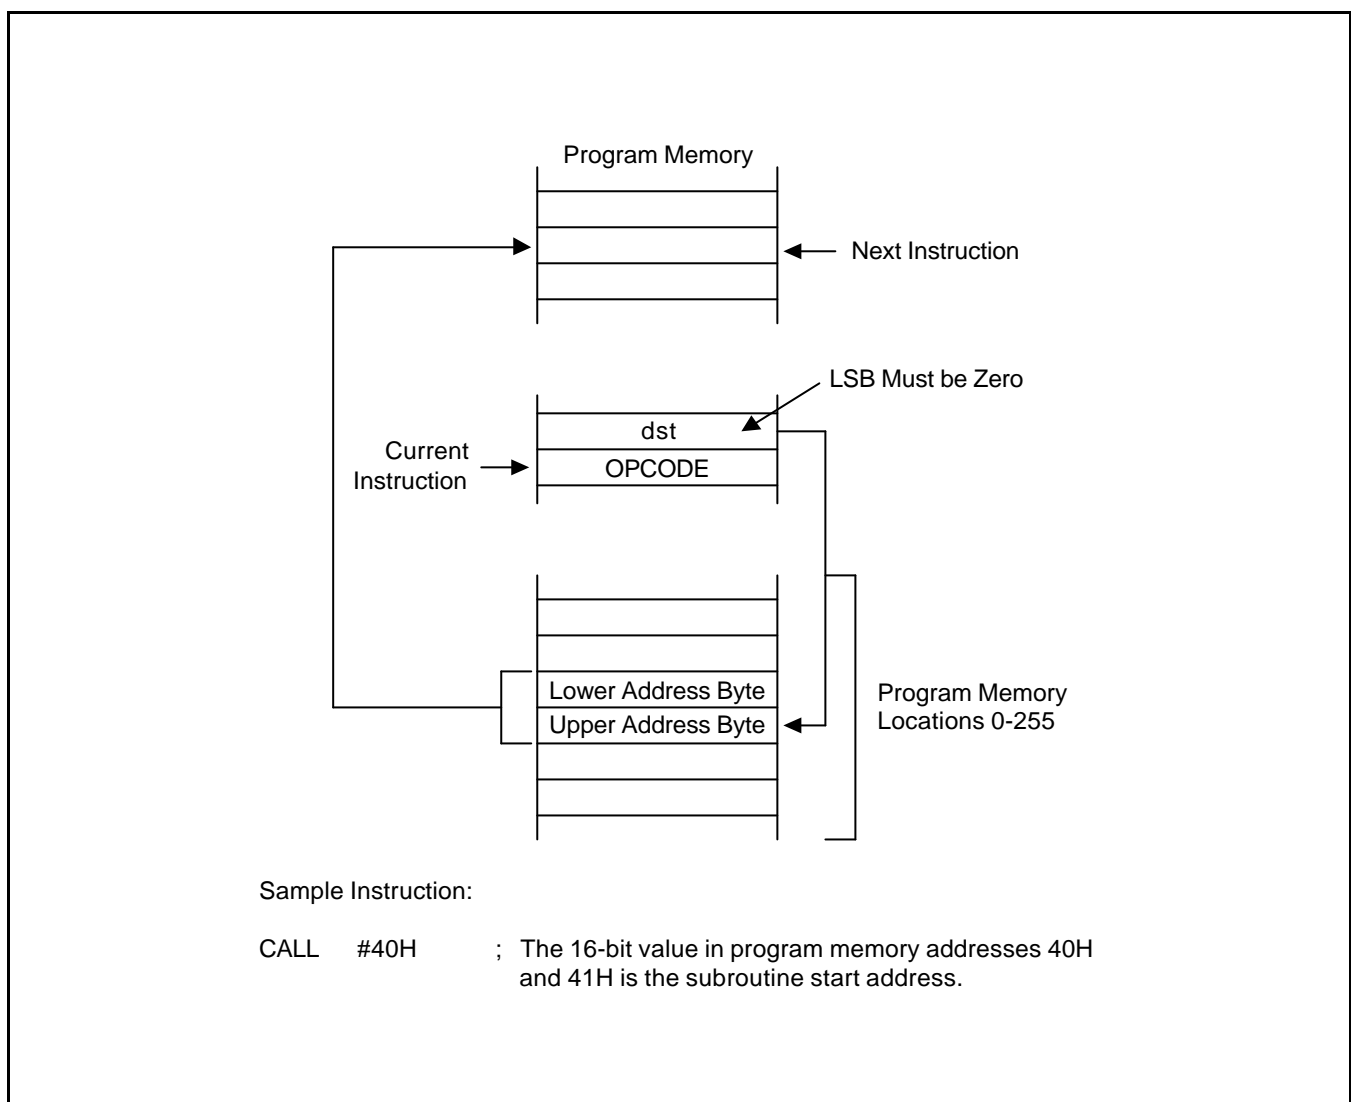 Program Memory
Next Instruction
LSB Must be Zero
dst
Current
Instruction
OPCODE
Lower Address Byte
Upper Address Byte
Program Memory
Locations 0-255
Sample Instruction:
CALL #40H ; The 16-bit value in program memory addresses 40H
and 41H is the subroutine start address.